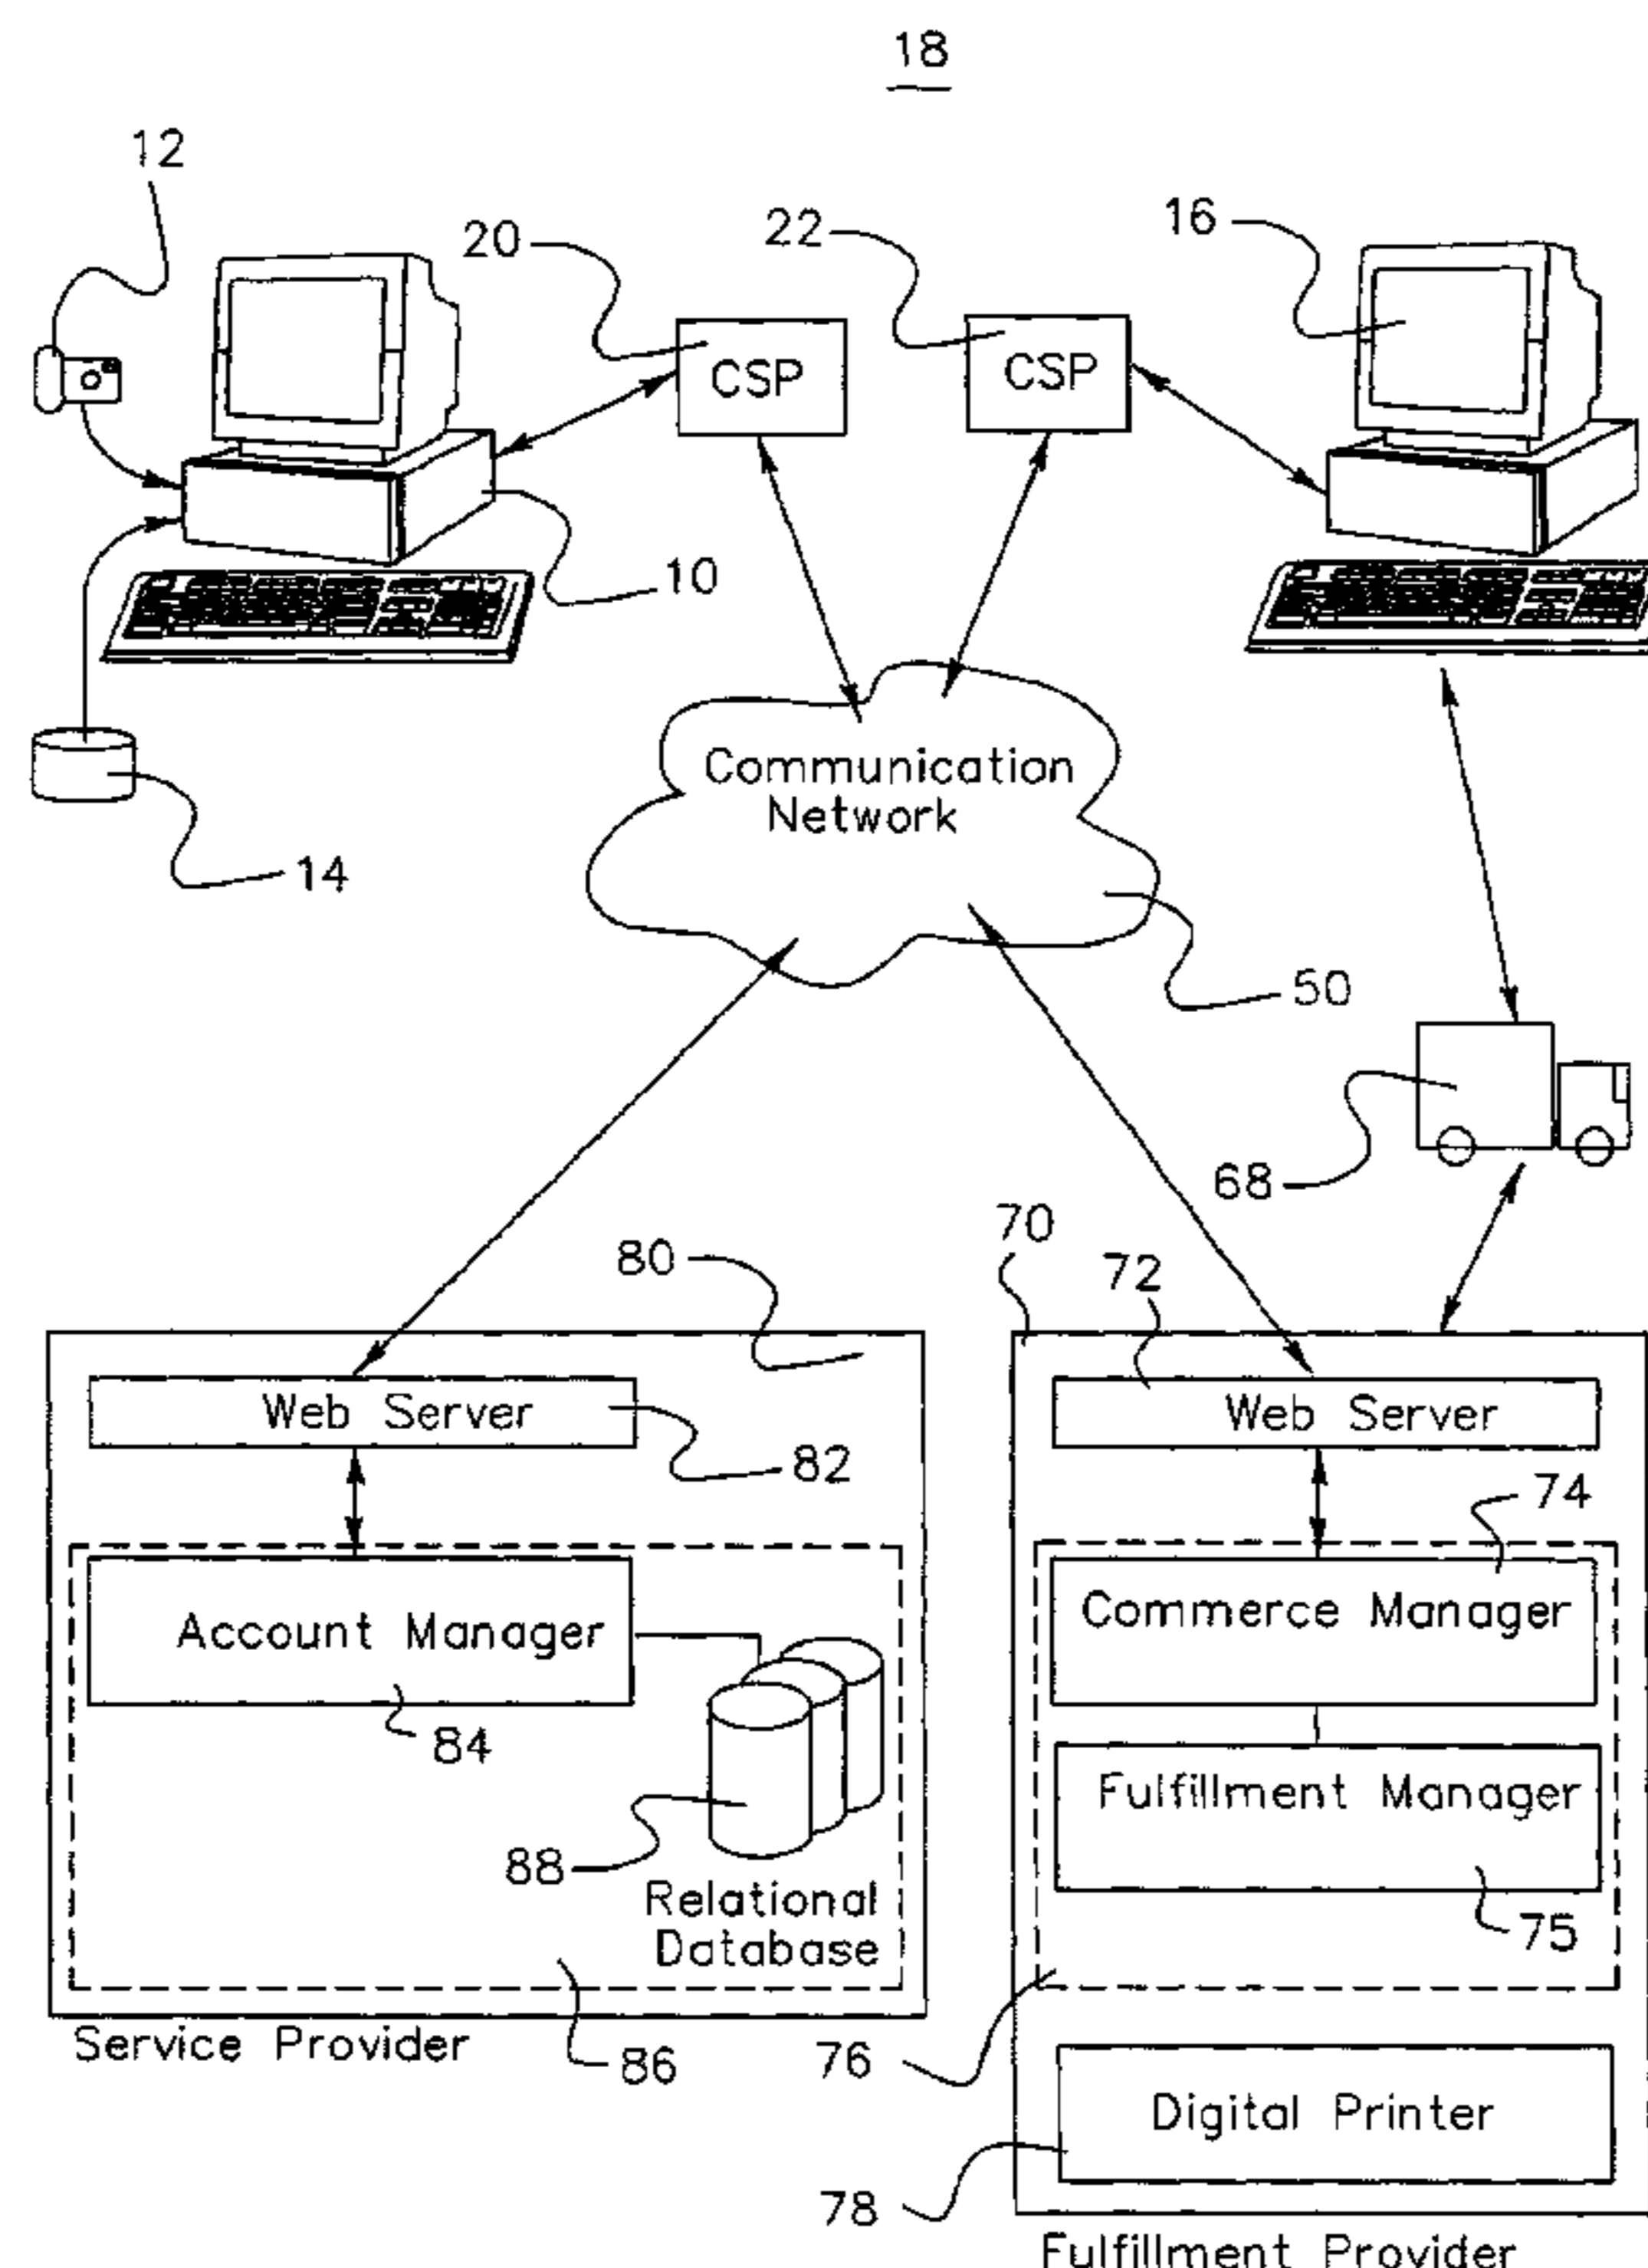 18
12
20
22
16
CSP
CSP
10
Communication
Network
14
50
68
70
80
72
Web Server
82
Web Server
74
Account Manager
Commerce Manager
84
Fulfillment Manager
88
Relational
Database
75
Service Provider
86
76
Digital Printer
78
Fulfillment Provider